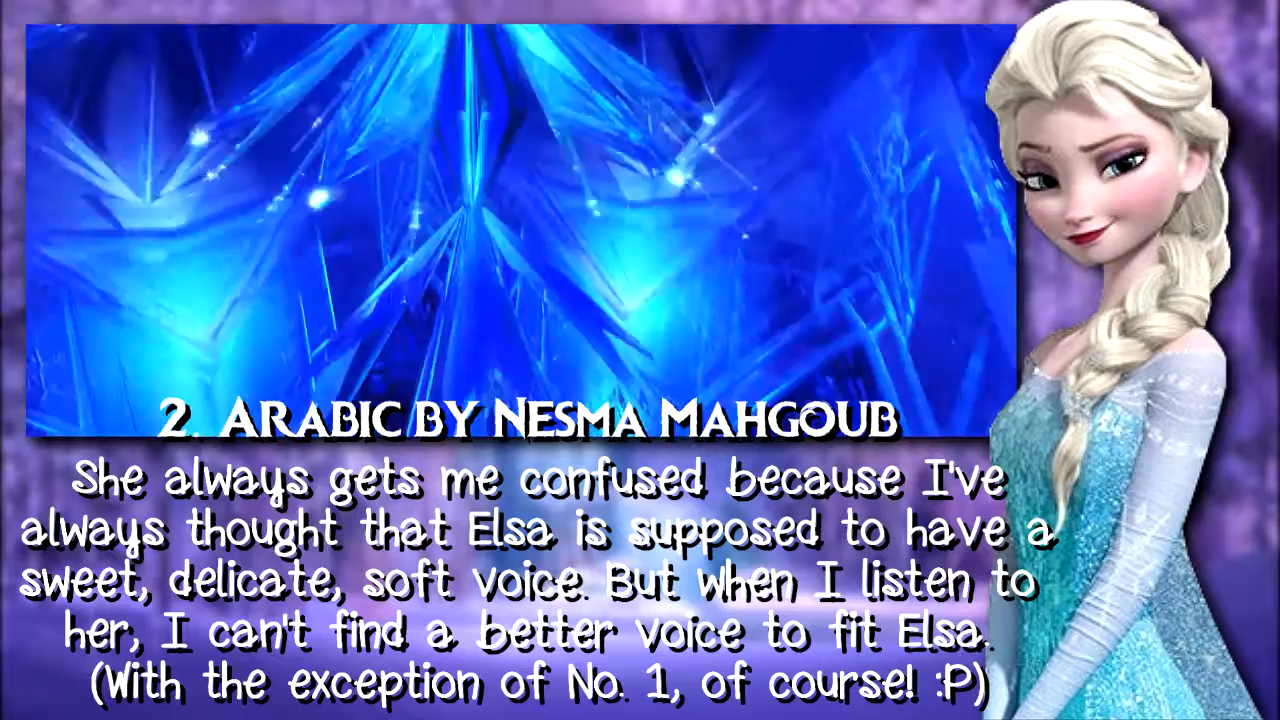 2. Arabic by Nesma Mahgoub
She always gets me confused because I've
always thought that Elsa is supposed to have a
sweet, delicate, soft voice. But when I listen to
her, I can't find a better voice to fit Elsa.
(With the exception of No. 1, of course! :P)